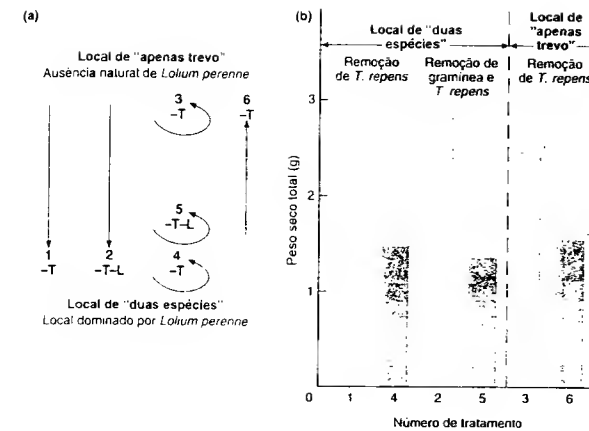 (a)
Local de "apenas trevo"
Ausência natural de Lolium perenne
3
–T
6
–T
5
–T–L
1
–T
2
–T–L
4
–T
Local de "duas espécies"
Local dominado por Lolium perenne
(b)
Local de "duas
espécies"
Local de
"apenas
trevo"
Remoção
de T. repens
Remoção de
gramínea e
T. repens
Remoção
de T. repens
Peso seco total (g)
3
2
1
0
1
4
2
5
3
6
Número de tratamento